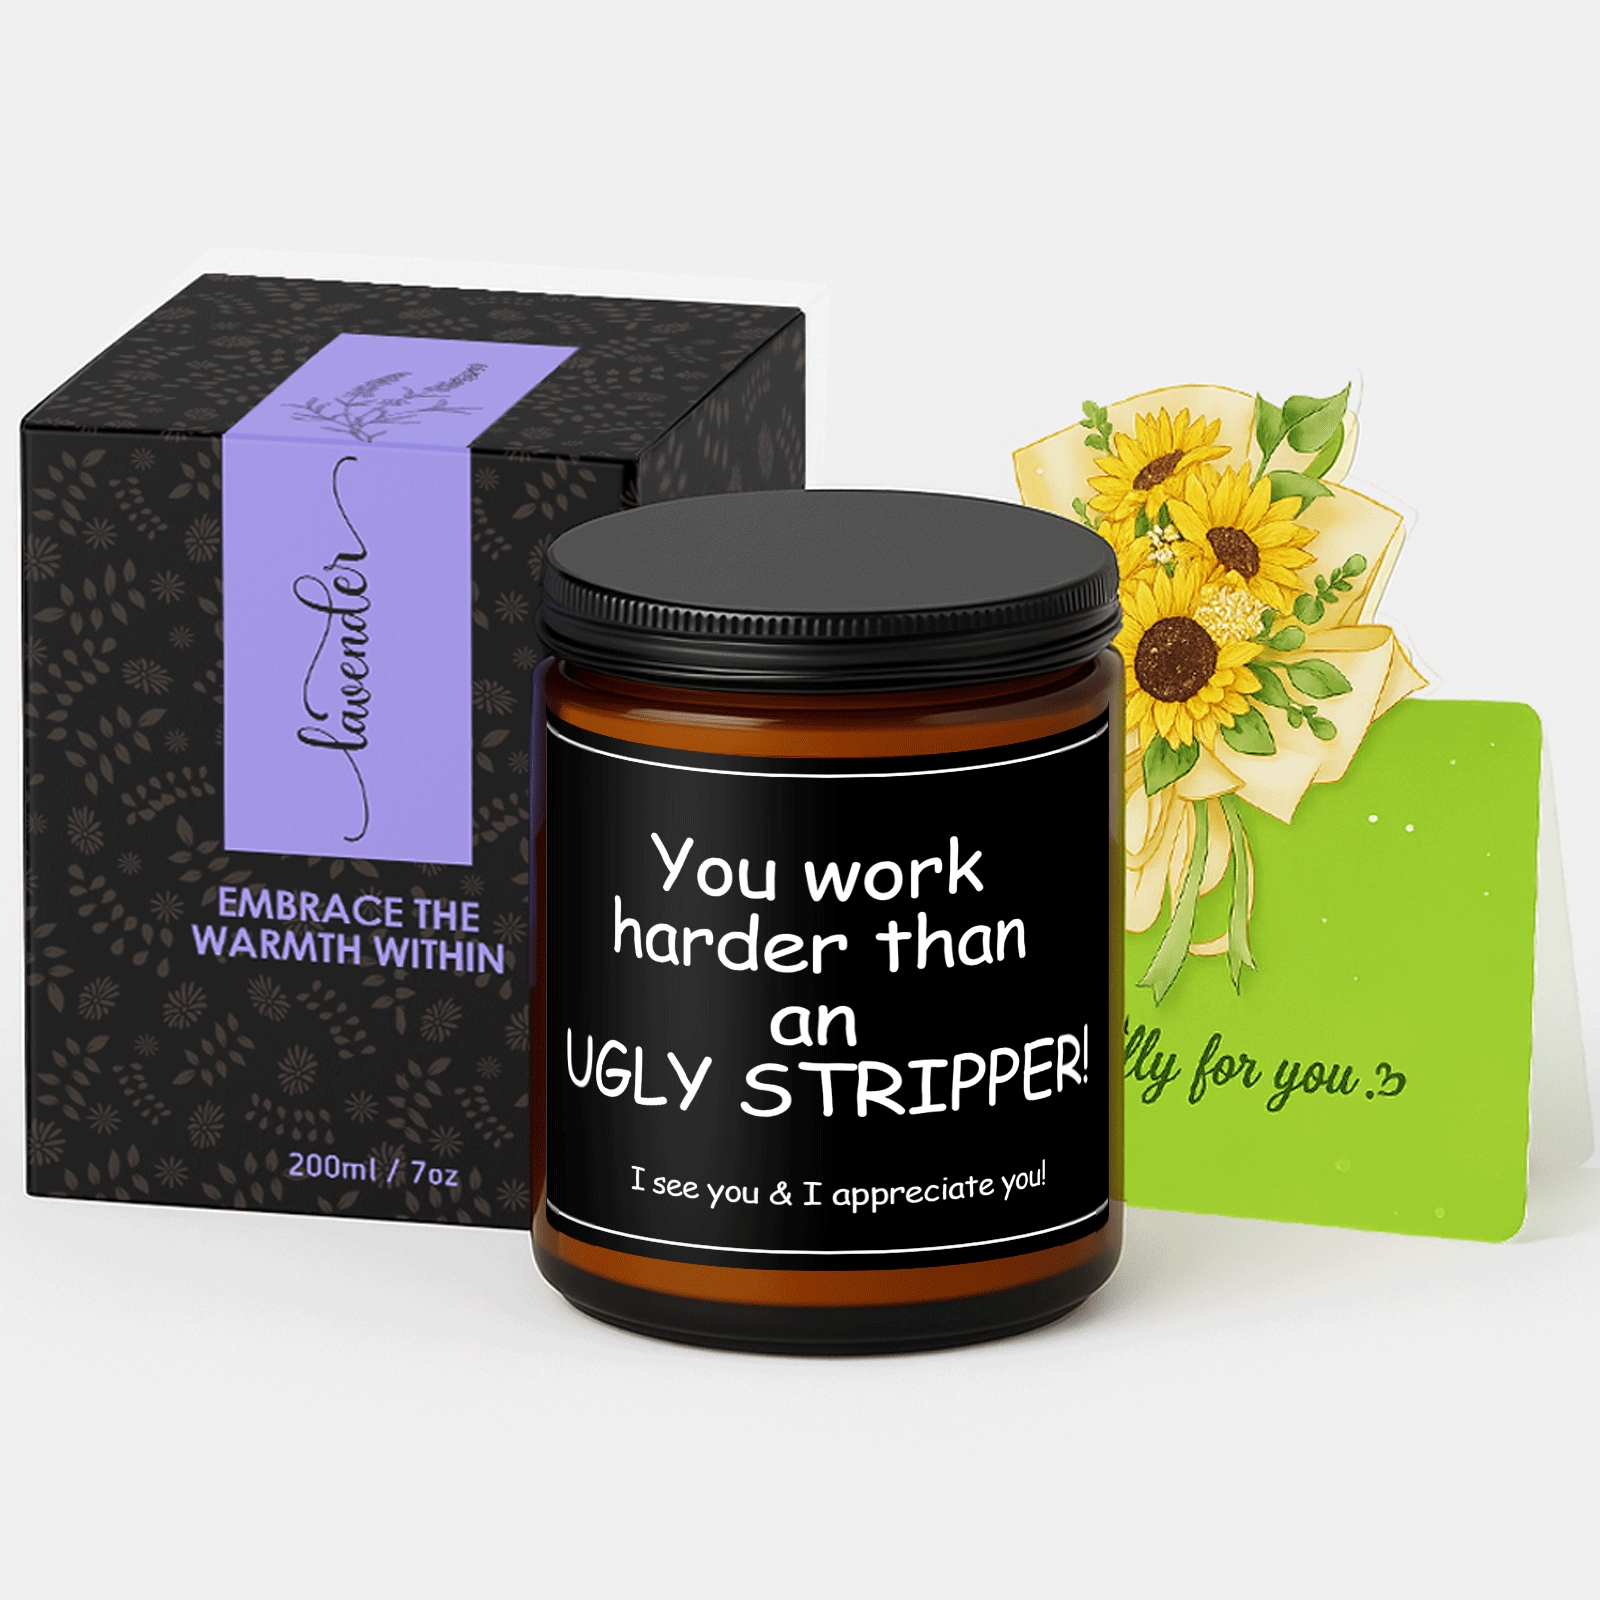 lavender
EMBRACE THE
WARMTH WITHIN
200ml / 7oz
You work
harder than
an
UGLY STRIPPER!
I see you & I appreciate you!
for you